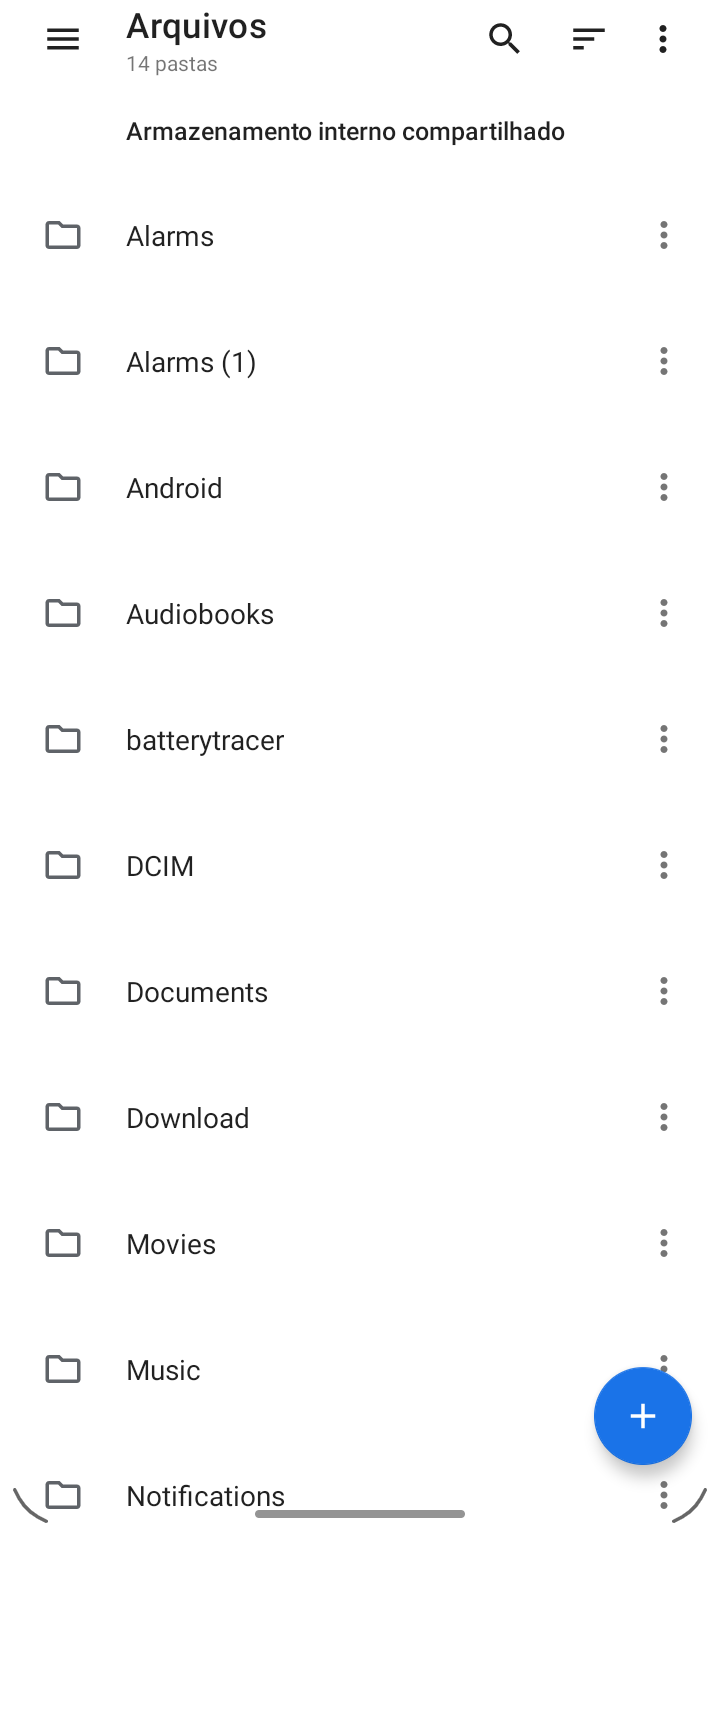 Arquivos
14 pastas
Armazenamento interno compartilhado
Alarms
Alarms (1)
Android
Audiobooks
batterytracer
DCIM
Documents
Download
Movies
Music
Notifications